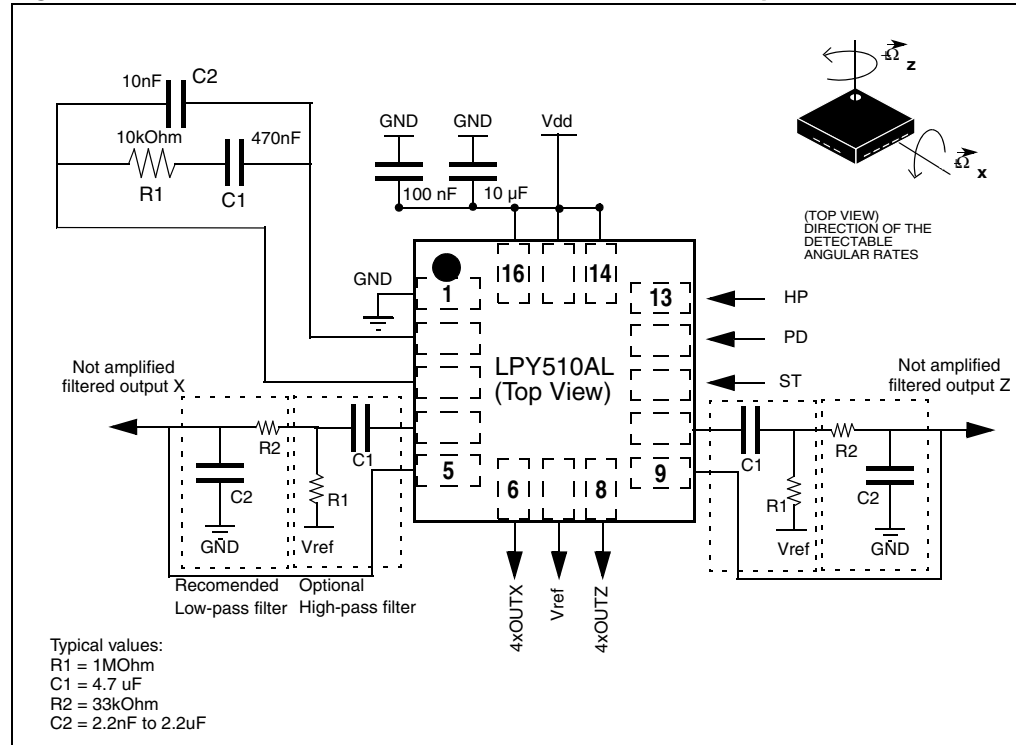 10nF C2
10kOhm
470nF
R1
C1
GND
GND
Vdd
100 nF
10 µF
Ω z
Ω x
(TOP VIEW)
DIRECTION OF THE
DETECTABLE
ANGULAR RATES
GND
1
16
14
13
HP
PD
ST
LPY510AL
(Top View)
Not amplified
filtered output X
Not amplified
filtered output Z
R2
C1
C2
R1
GND
Vref
5
6
8
9
C1
R2
R1
C2
Vref
GND
Recomended
Low-pass filter
Optional
High-pass filter
4xOUTX
Vref
4xOUTZ
Typical values:
R1 = 1MOhm
C1 = 4.7 uF
R2 = 33kOhm
C2 = 2.2nF to 2.2uF